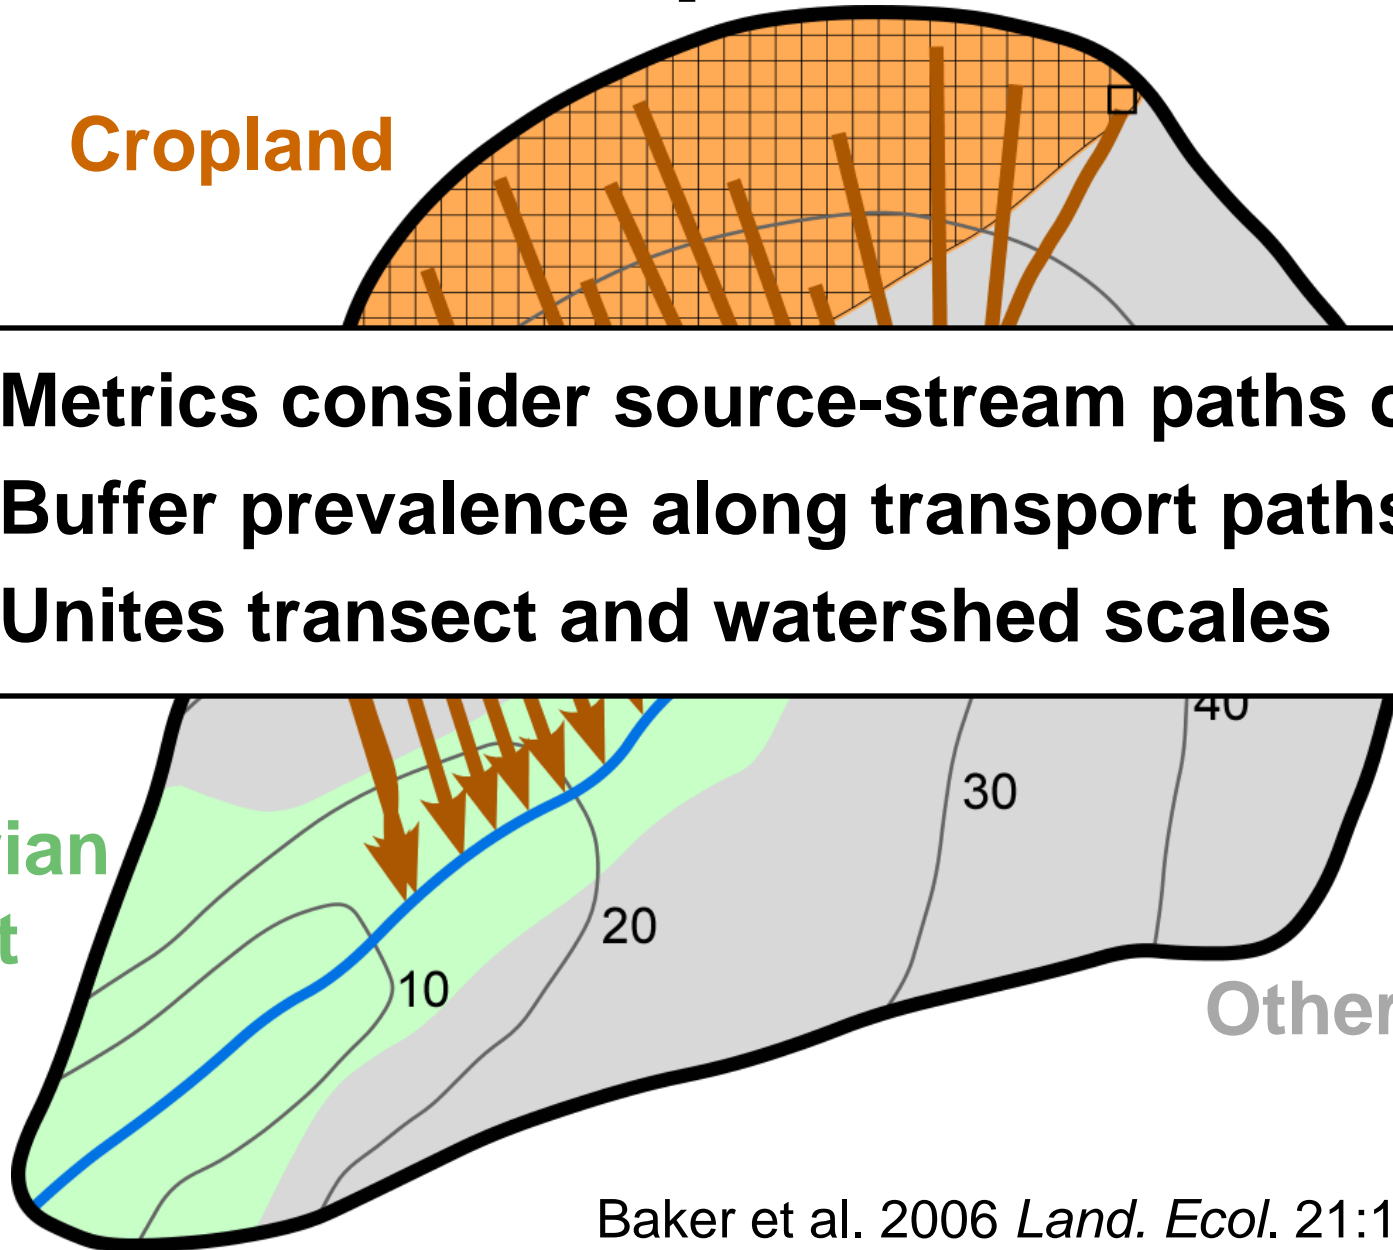 Cropland
Metrics consider source-stream paths
Buffer prevalence along transport paths
Unites transect and watershed scales
40
30
20
10
Other
Baker et al. 2006 Land. Ecol. 21:1